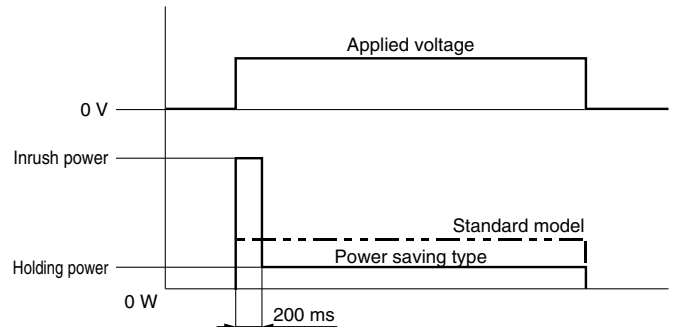 Applied voltage
0 V
Inrush power
Standard model
Holding power
Power saving type
0 W
200 ms